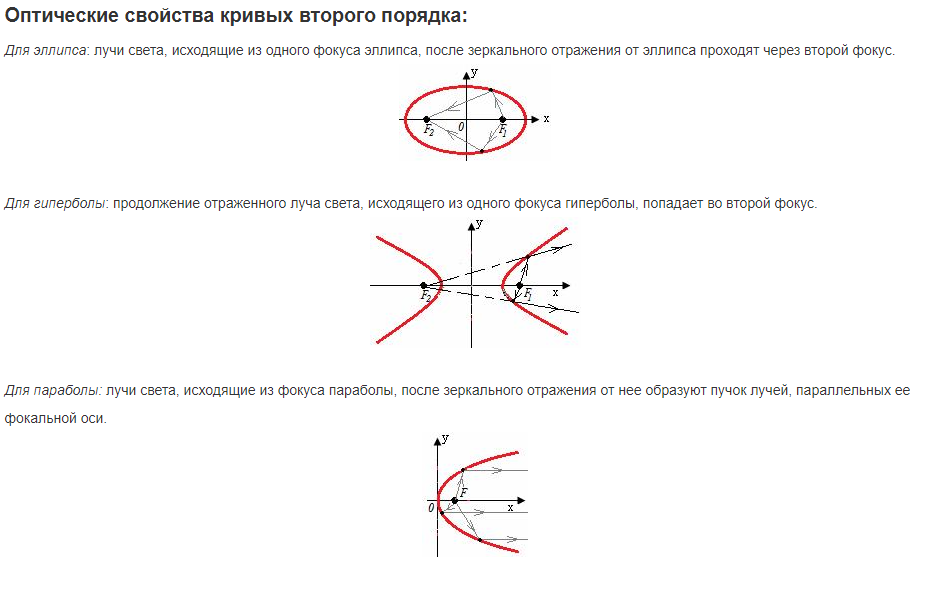 Оптические свойства кривых второго порядка:
Для эллипса: лучи света, исходящие из одного фокуса эллипса, после зеркального отражения от эллипса проходят через второй фокус.
y
x
F2 0 F1
Для гиперболы: продолжение отраженного луча света, исходящего из одного фокуса гиперболы, попадает во второй фокус.
y
F2 F1 x
Для параболы: лучи света, исходящие из фокуса параболы, после зеркального отражения от нее образуют пучок лучей, параллельных ее
фокальной оси.
y
F
0 x